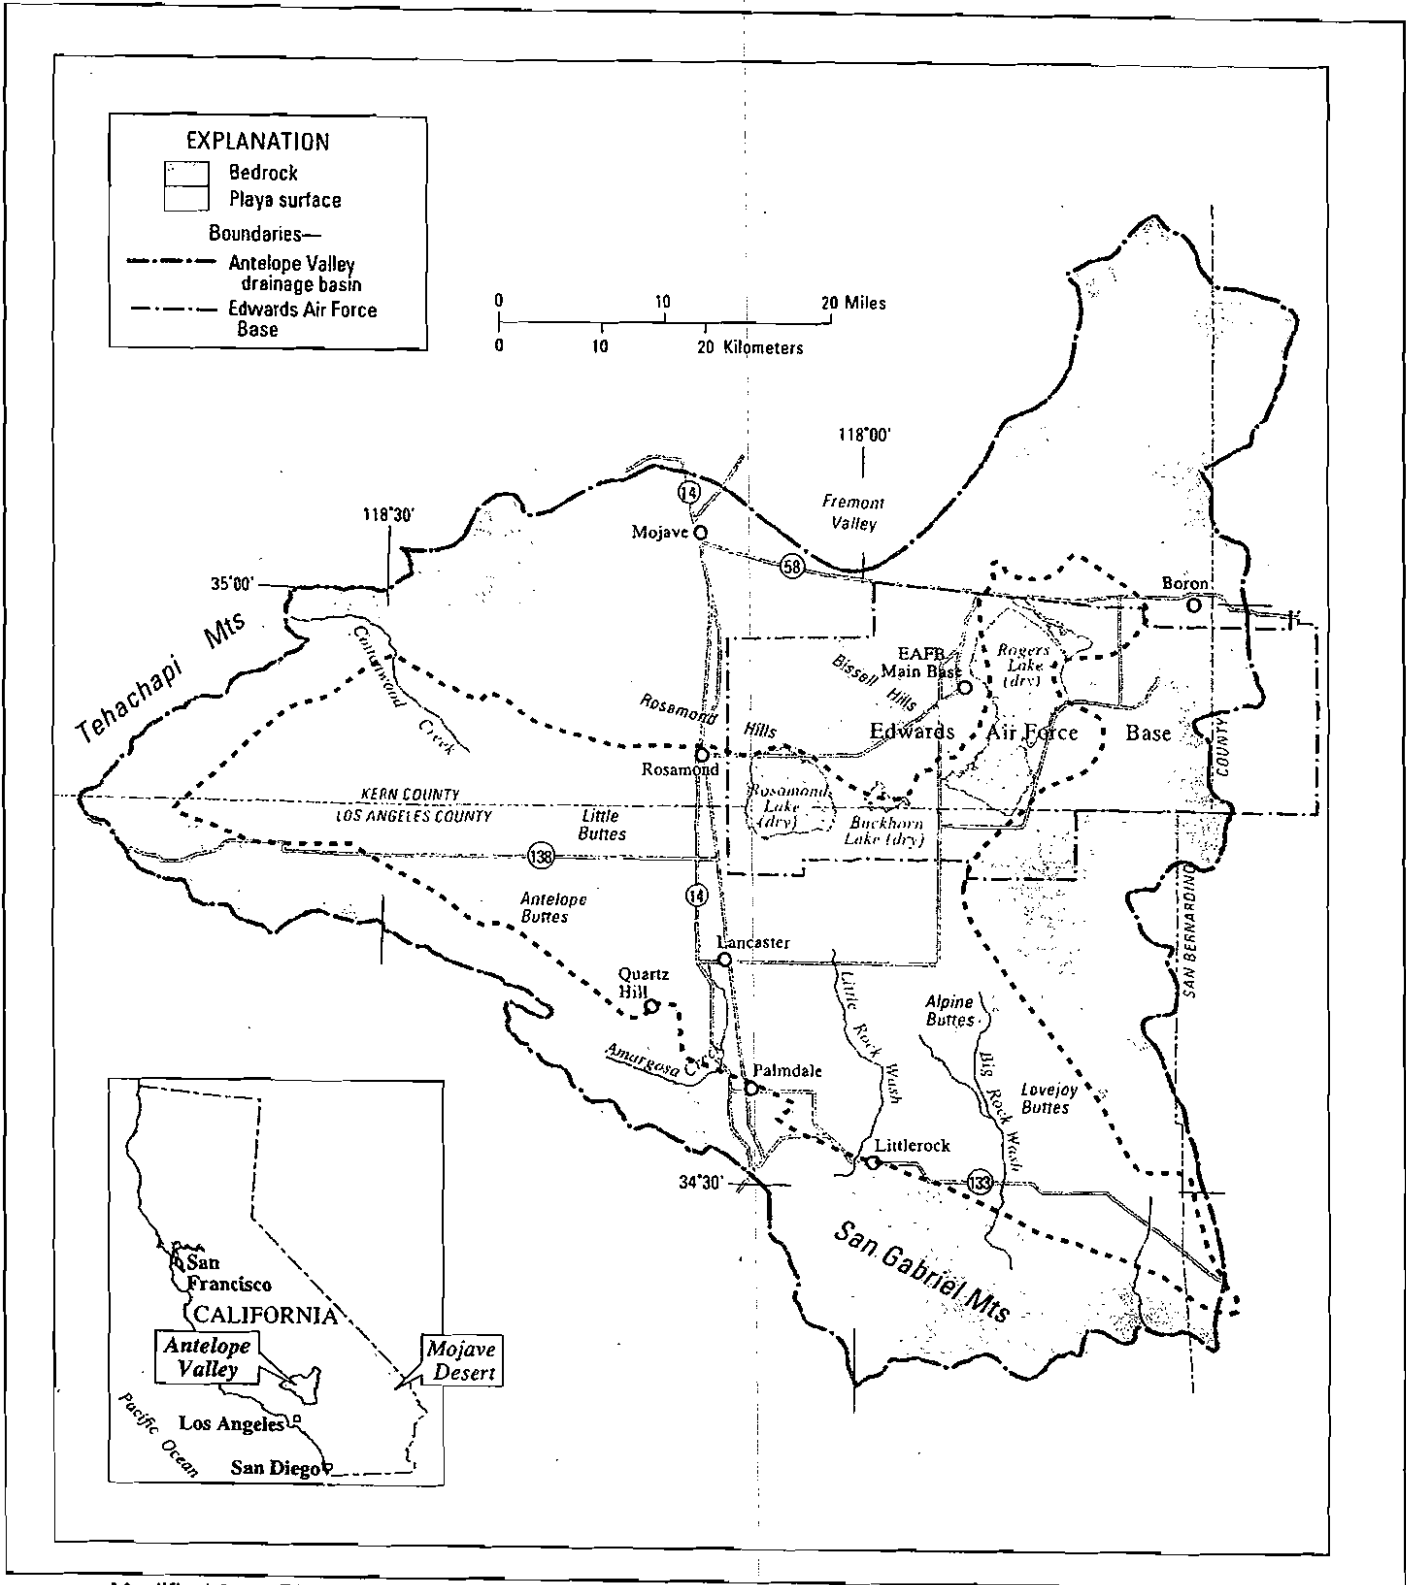 EXPLANATION
Bedrock
Playa surface
Boundaries—
Antelope Valley
drainage basin
Edwards Air Force
Base
0 10 20 Miles
0 10 20 Kilometers
118°00'
14
Fremont
Valley
118°30'
Mojave
58
35°00'
Boron
Tehachapi Mts
Cottonwood
Creek
EAFB
Main Base
Rogers
Lake
(dry)
Bissell Hills
Rosamond Hills
Edwards Air Force Base
COUNTY
Rosamond
Rosamond
Lake
(dry)
KERN COUNTY
LOS ANGELES COUNTY
Little
Buttes
Buckhorn
Lake (dry)
138
14
Antelope
Buttes
SAN BERNARDINO
Lancaster
Quartz
Hill
Little Rock Wash
Alpine
Buttes
Amargosa Creek
Palmdale
Big Rock Wash
Lovejoy
Buttes
Littlerock
34°30'
133
San Gabriel Mts
San
Francisco
CALIFORNIA
Antelope
Valley
Mojave
Desert
Pacific Ocean
Los Angeles
San Diego